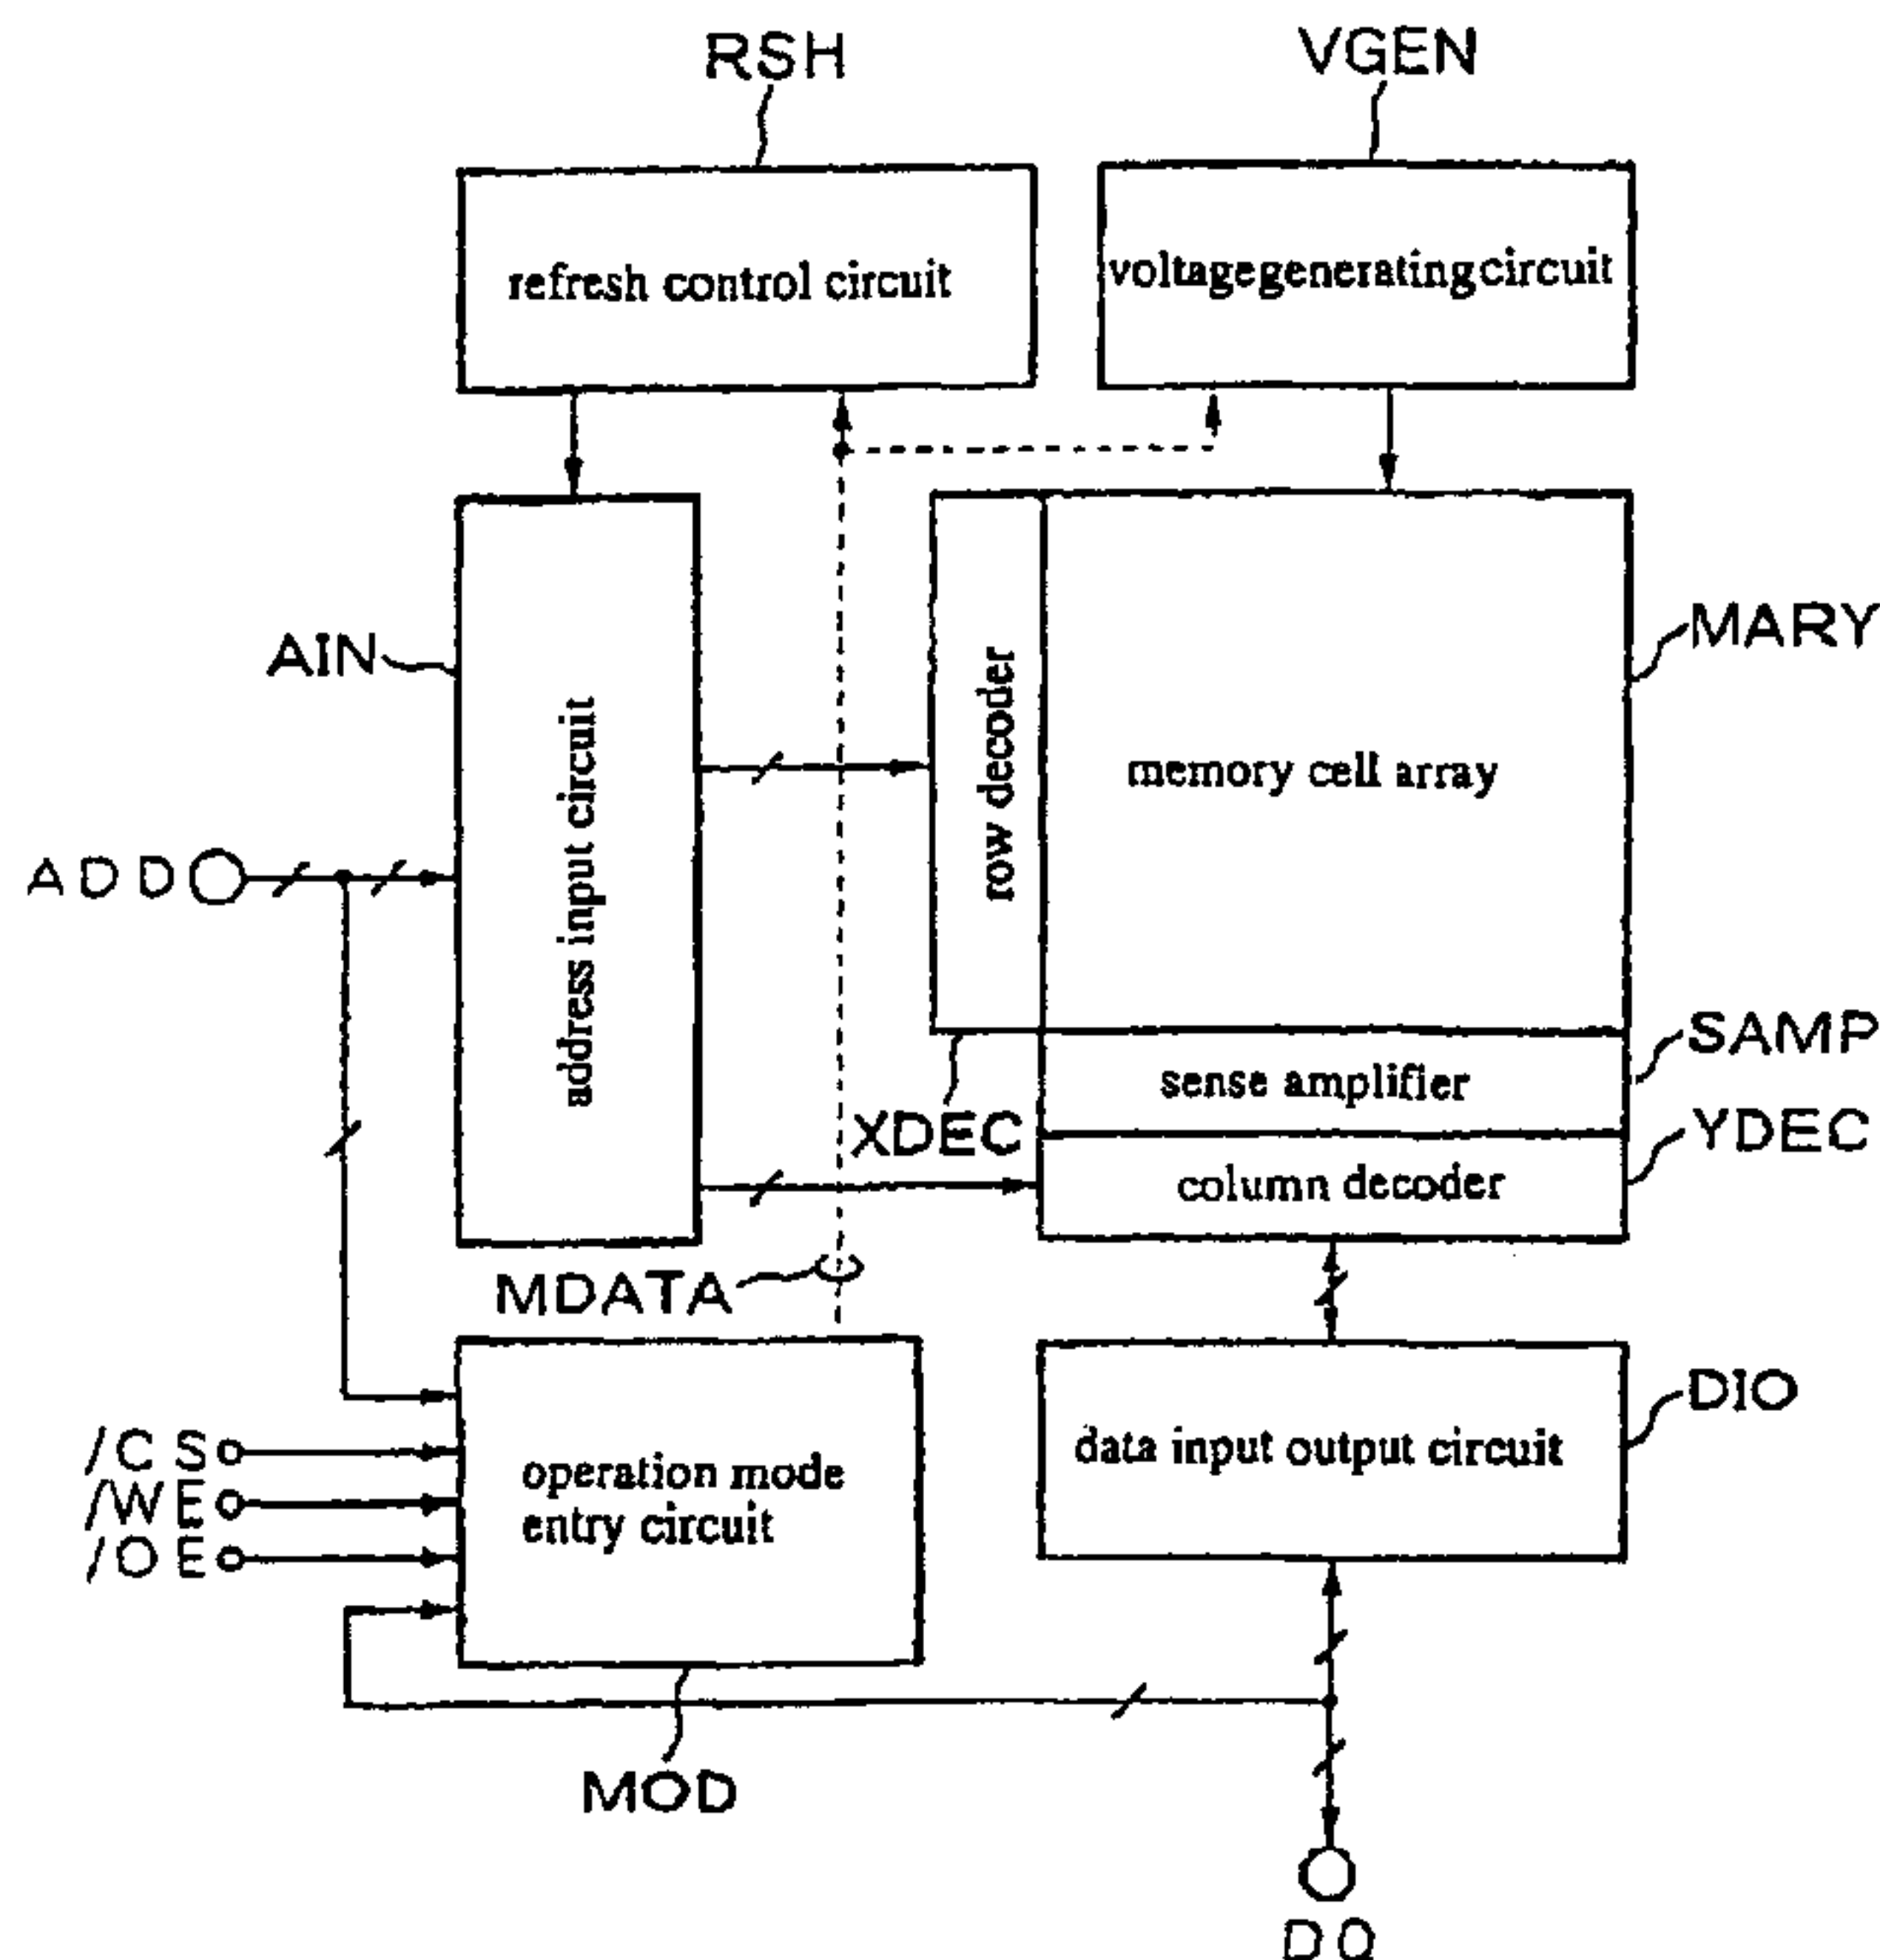 RSH
VGEN
refresh control circuit
voltagegeneratingcircuit
AIN
address input circuit
row decoder
memory cell array
MARY
ADD
SAMP
sense amplifier
XDEC
YDEC
column decoder
MDATA
DIO
data input output circuit
/CS
/WE
/OE
operation mode
entry circuit
MOD
DQ